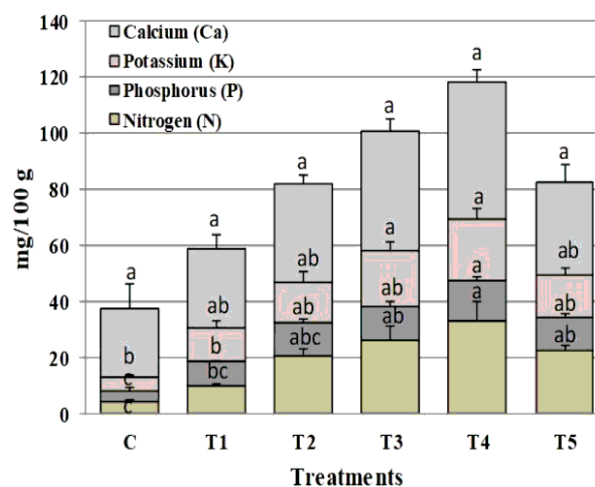 140
120
100
80
60
40
20
0
mg/100 g
Calcium (Ca)
Potassium (K)
Phosphorus (P)
Nitrogen (N)
a
b
c
c
a
ab
b
bc
a
ab
ab
abc
a
ab
ab
ab
a
a
a
a
a
ab
ab
ab
C T1 T2 T3 T4 T5
Treatments